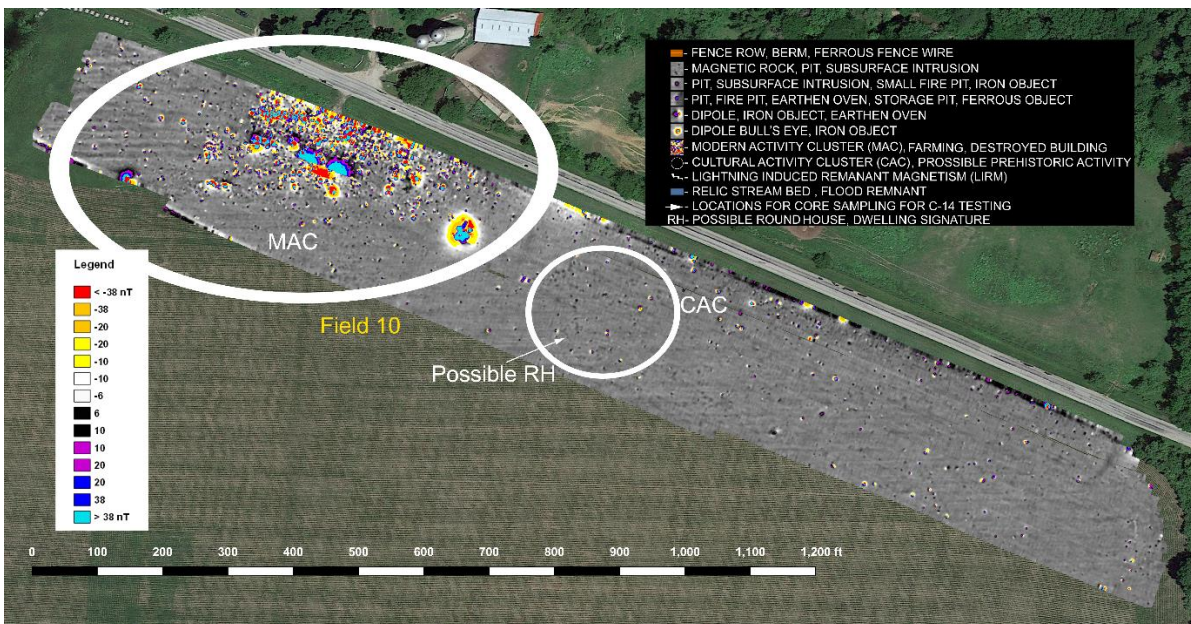 - FENCE ROW, BERM, FERROUS FENCE WIRE
- MAGNETIC ROCK, PIT, SUBSURFACE INTRUSION
- PIT, SUBSURFACE INTRUSION, SMALL FIRE PIT, IRON OBJECT
- PIT, FIRE PIT, EARTHEN OVEN, STORAGE PIT, FERROUS OBJECT
- DIPOLE, IRON OBJECT, EARTHEN OVEN
- DIPOLE BULL'S EYE, IRON OBJECT
- MODERN ACTIVITY CLUSTER (MAC), FARMING, DESTROYED BUILDING
- CULTURAL ACTIVITY CLUSTER (CAC), PROSSIBLE PREHISTORIC ACTIVITY
- LIGHTNING INDUCED REMANANT MAGNETISM (LIRM)
- RELIC STREAM BED , FLOOD REMNANT
- LOCATIONS FOR CORE SAMPLING FOR C-14 TESTING
RH- POSSIBLE ROUND HOUSE, DWELLING SIGNATURE
MAC
CAC
Field 10
Possible RH
Legend
< -38 nT
-38
-20
-20
-10
-10
-6
6
10
10
20
20
38
> 38 nT
0 100 200 300 400 500 600 700 800 900 1,000 1,100 1,200 ft